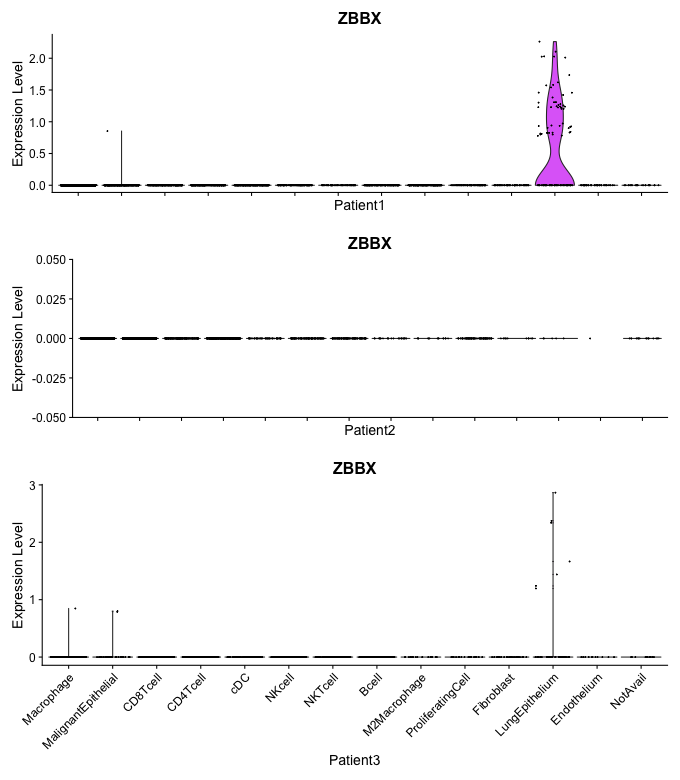 ZBBX
Expression Level
2.0
1.5
1.0
0.5
0.0
Patient1
ZBBX
Expression Level
0.050
0.025
0.000
-0.025
-0.050
Patient2
ZBBX
Expression Level
3
2
1
0
Macrophage
MalignantEpithelial
CD8Tcell
CD4Tcell
cDC
NKcell
NKTcell
Bcell
M2Macrophage
ProliferatingCell
Fibroblast
LungEpithelium
Endothelium
NotAvail
Patient3